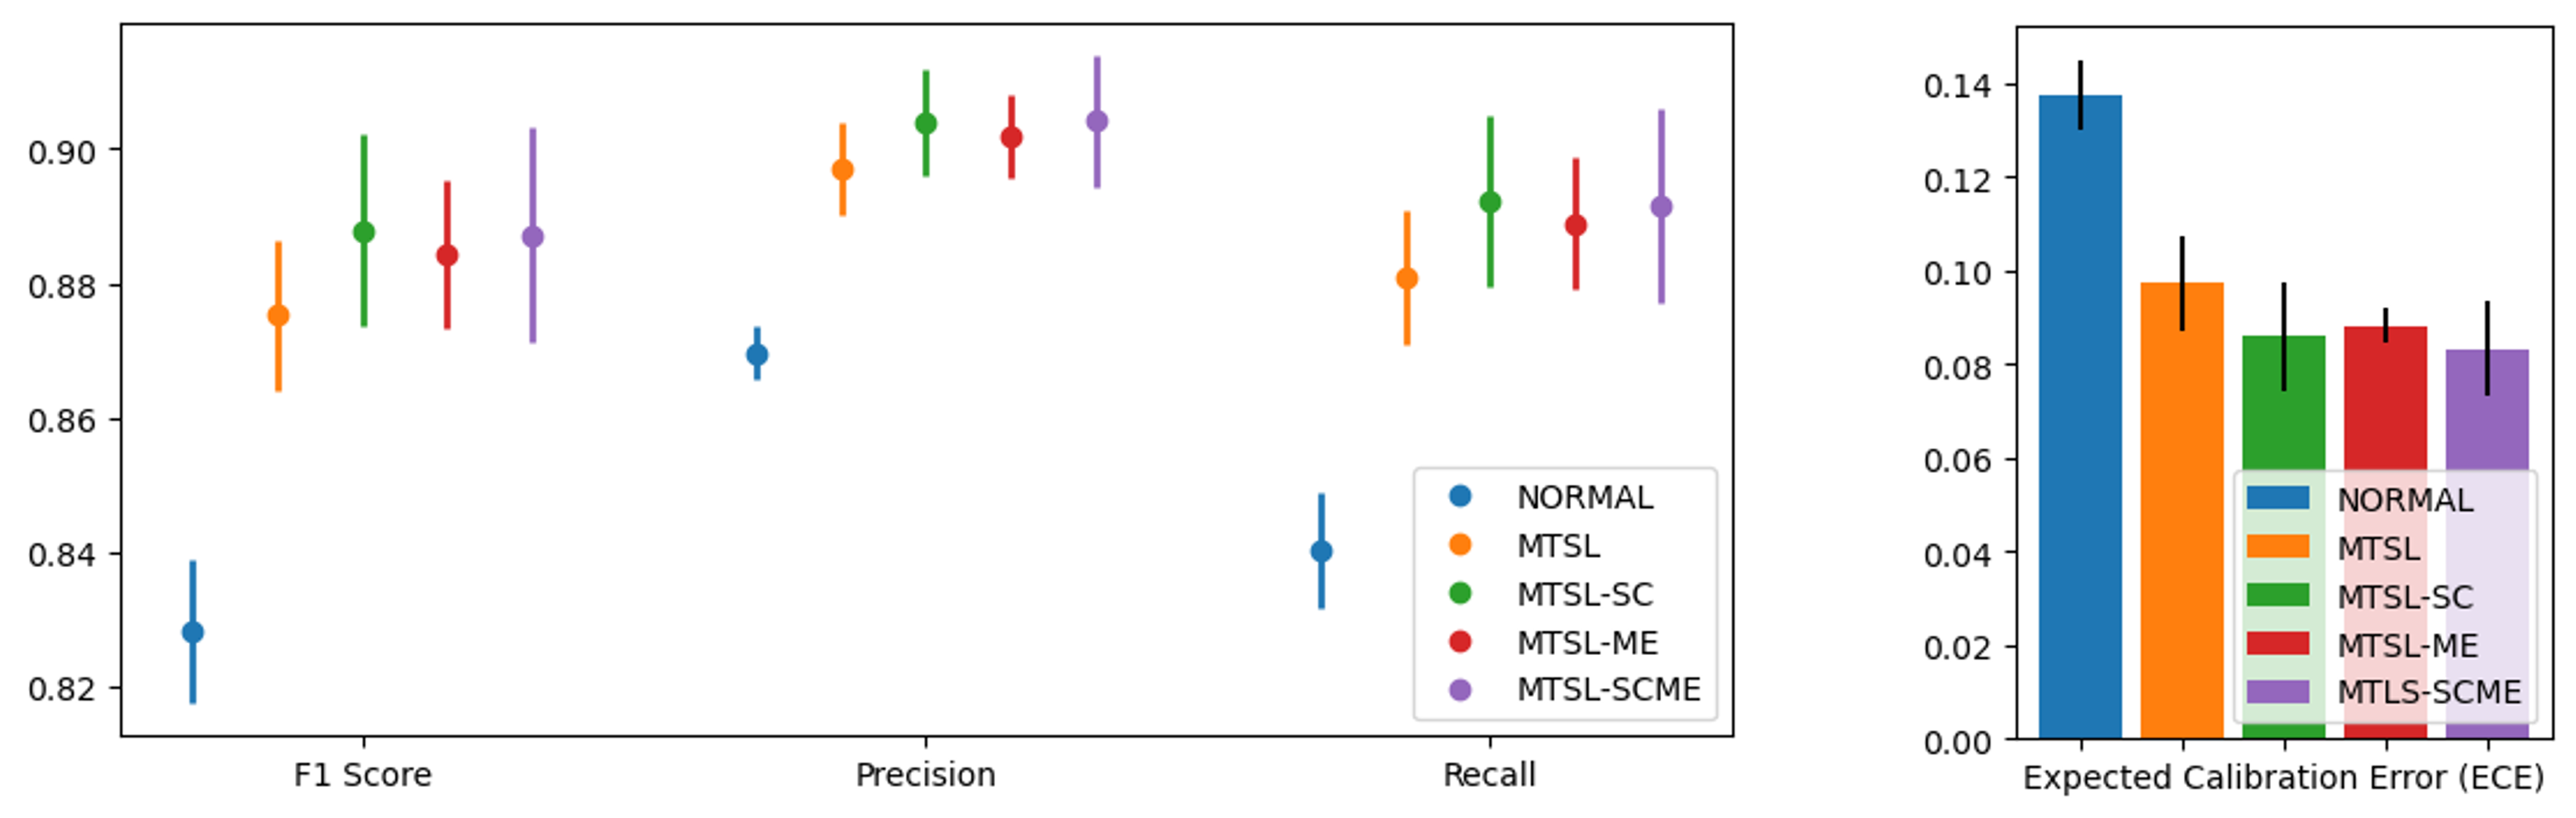 0.90
0.88
0.86
0.84
0.82
F1 Score
Precision
Recall
NORMAL
MTSL
MTSL-SC
MTSL-ME
MTSL-SCME
0.14
0.12
0.10
0.08
0.06
0.04
0.02
0.00
NORMAL
MTSL
MTSL-SC
MTSL-ME
MTLS-SCME
Expected Calibration Error (ECE)